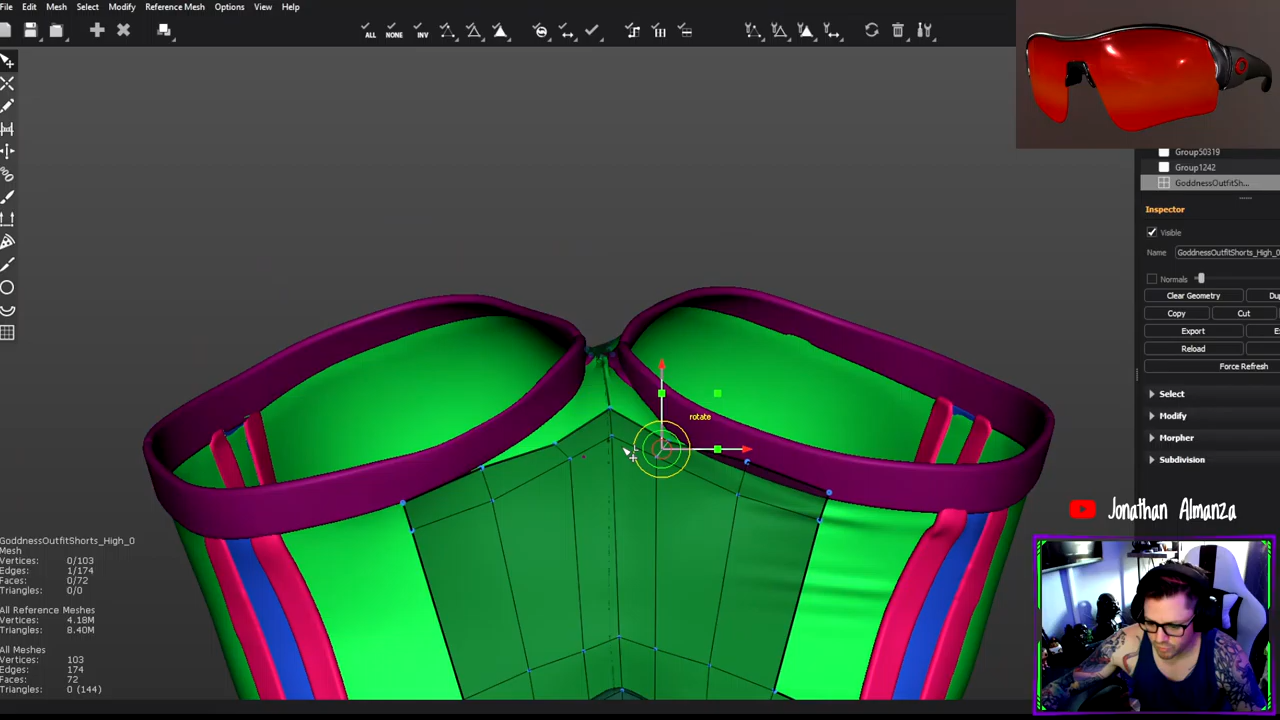 File Edit Mesh Select Modify Reference Mesh Options View Help
ALL NONE INV
Group50319
Group1242
GoddnessOutfitSh...
Inspector
Visible
Name GoddnessOutfitShorts_High_0
Normals
Clear Geometry Du
Copy Cut
Export E
Reload
Force Refresh
Select
Modify
Morpher
Subdivision
rotate
Jonathan Almanza
GoddnessOutfitShorts_High_0
Mesh
Vertices: 0/103
Edges: 1/174
Faces: 0/72
Triangles: 0/0
All Reference Meshes
Vertices: 4.18M
Triangles: 8.40M
All Meshes
Vertices: 103
Edges: 174
Faces: 72
Triangles: 0 (144)